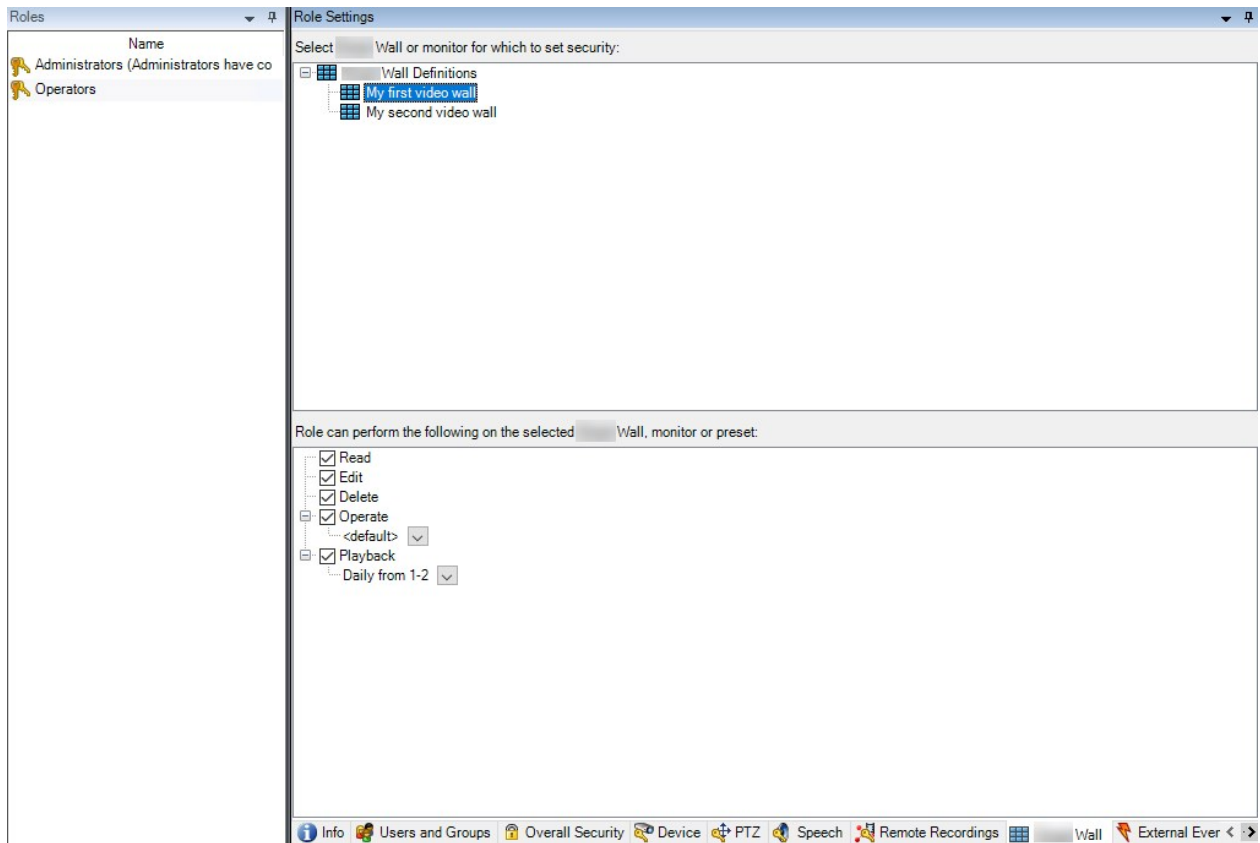 Roles
Name
Administrators (Administrators have co
Operators
Role Settings
Select Wall or monitor for which to set security:
Wall Definitions
My first video wall
My second video wall
Role can perform the following on the selected Wall, monitor or preset:
Read
Edit
Delete
Operate
<default>
Playback
Daily from 1-2
Info Users and Groups Overall Security Device PTZ Speech Remote Recordings Wall External Ever